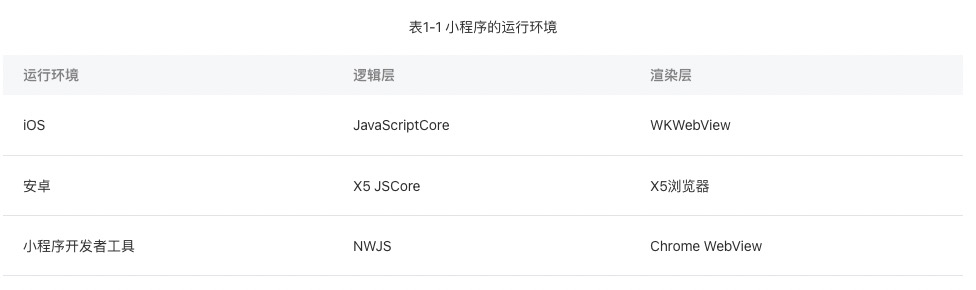 表1-1 小程序的运行环境
运行环境 逻辑层 渲染层
iOS JavaScriptCore WKWebView
安卓 X5 JSCore X5浏览器
小程序开发者工具 NWJS Chrome WebView